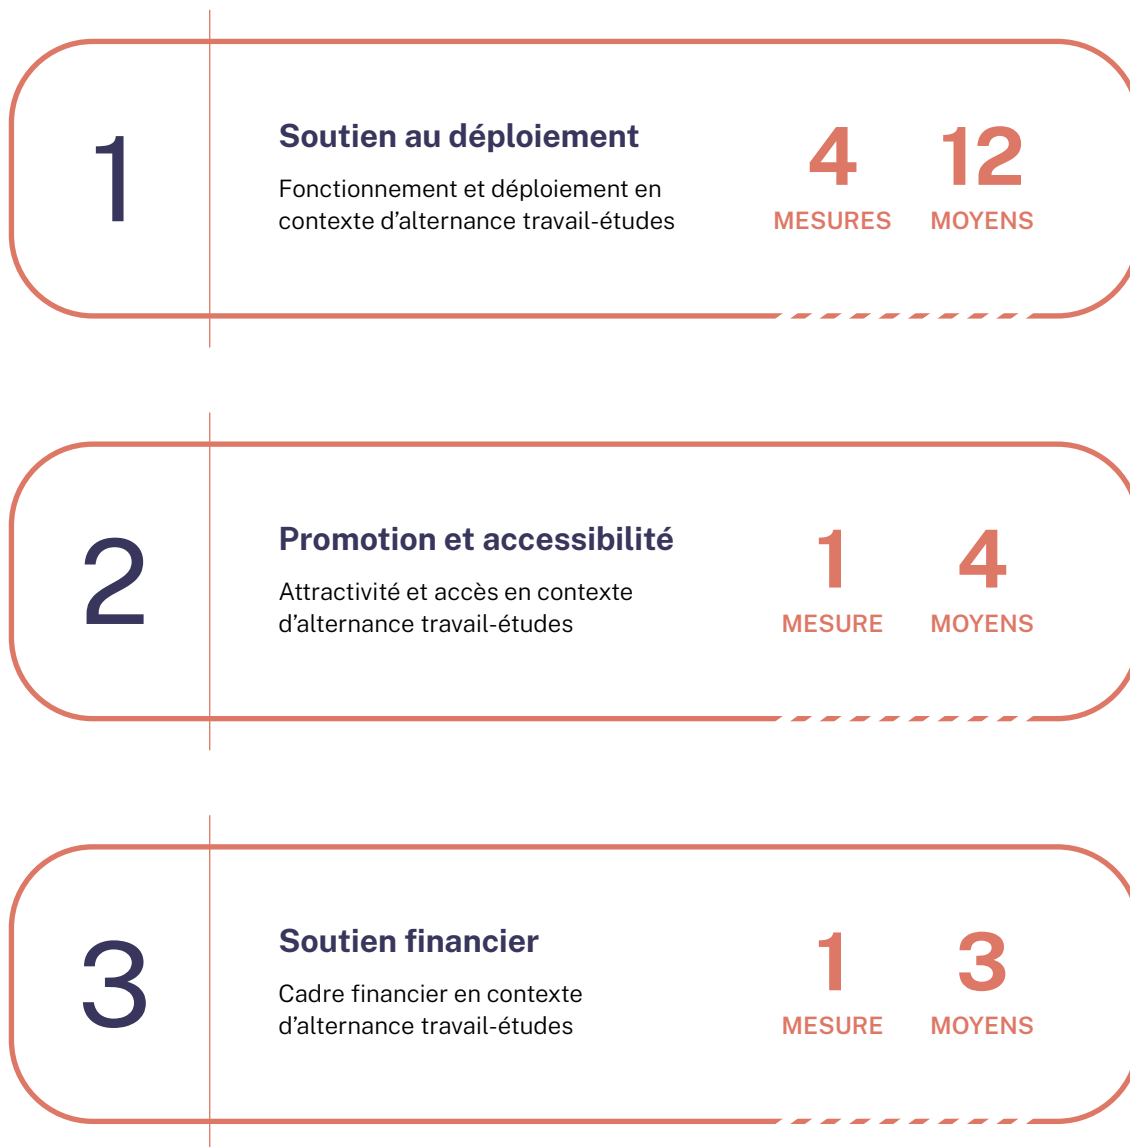 1
Soutien au déploiement
Fonctionnement et déploiement en
contexte d’alternance travail-études
4 12
MESURES MOYENS
2
Promotion et accessibilité
Attractivité et accès en contexte
d’alternance travail-études
1 4
MESURE MOYENS
3
Soutien financier
Cadre financier en contexte
d’alternance travail-études
1 3
MESURE MOYENS